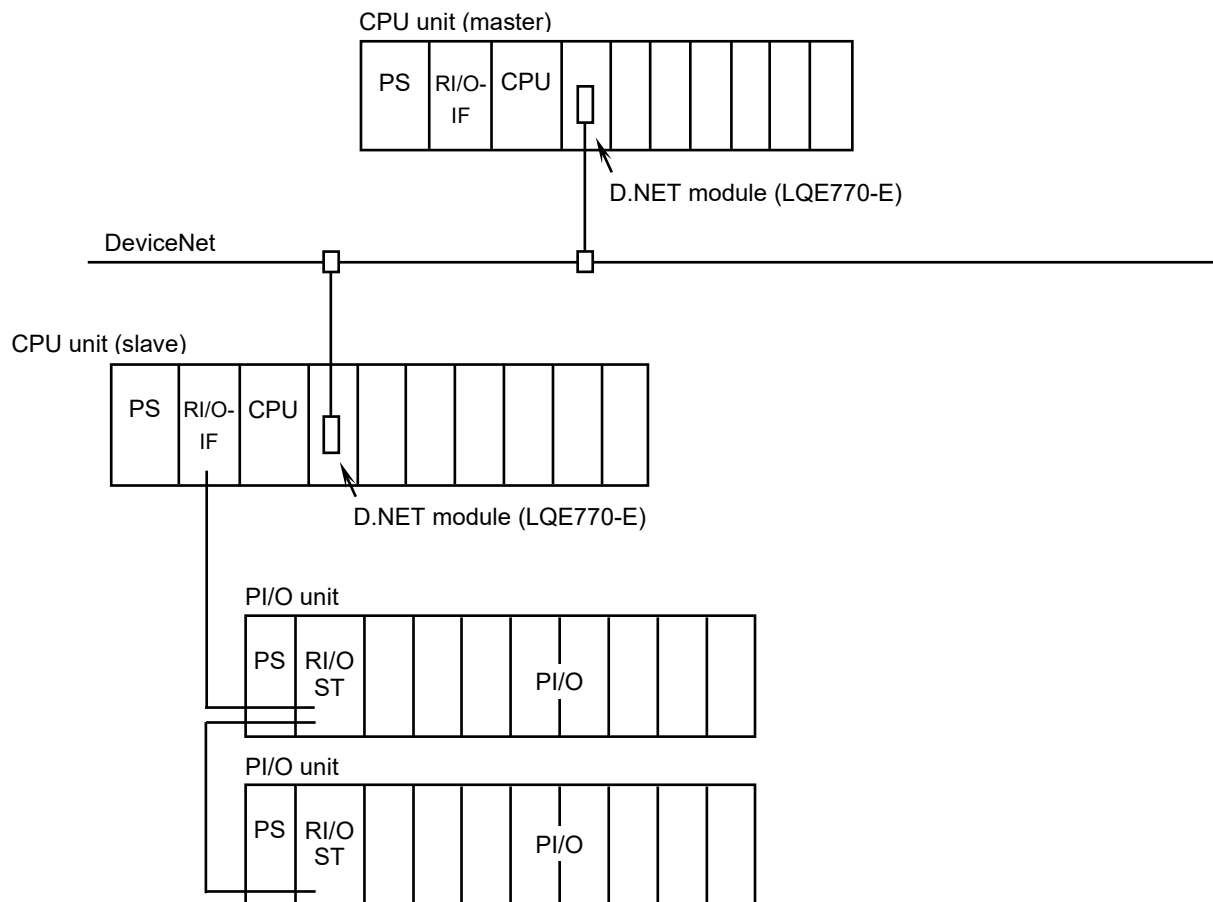 CPU unit (master)
PS
RI/O-
IF
CPU
D.NET module (LQE770-E)
DeviceNet
CPU unit (slave)
PS
RI/O-
IF
CPU
D.NET module (LQE770-E)
PI/O unit
PS
RI/O
ST
PI/O
PI/O unit
PS
RI/O
ST
PI/O